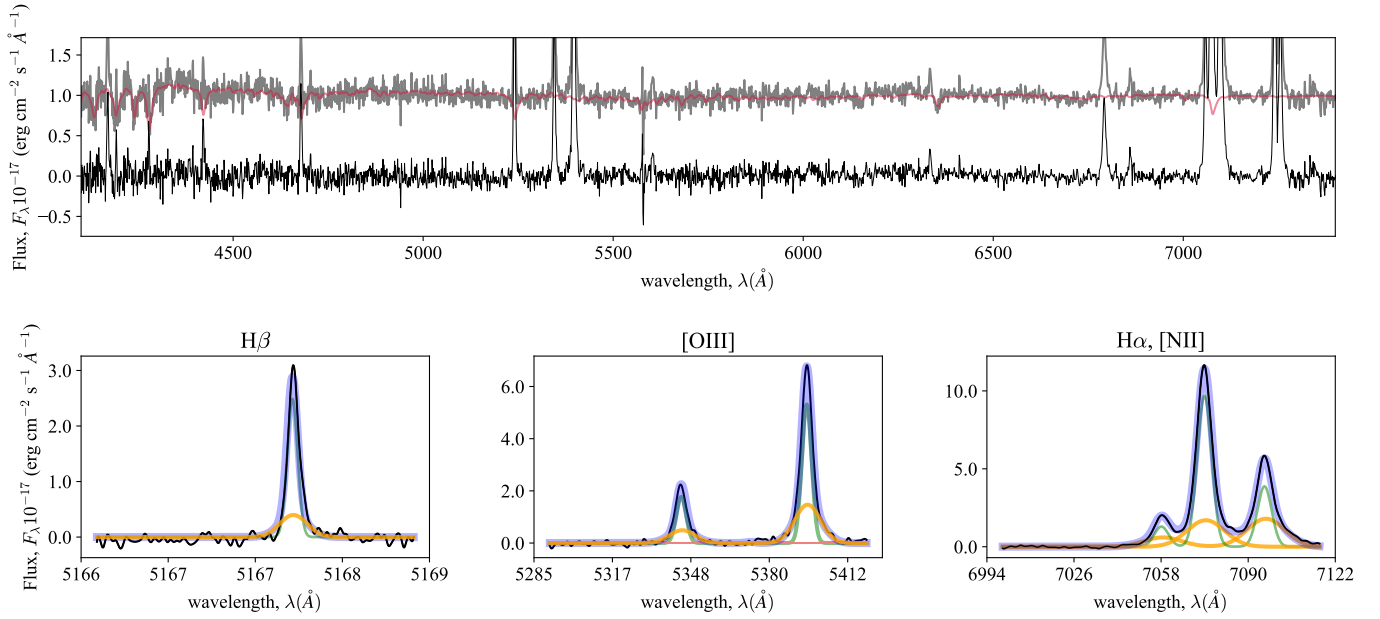 Flux, F_λ10⁻¹⁷ (erg cm⁻² s⁻¹ Å⁻¹)
1.5
1.0
0.5
0.0
−0.5
4500 5000 5500 6000 6500 7000
wavelength, λ(Å)
Hβ
Flux, F_λ10⁻¹⁷ (erg cm⁻² s⁻¹ Å⁻¹)
3.0
2.0
1.0
0.0
5166 5167 5167 5168 5169
wavelength, λ(Å)
[OIII]
6.0
4.0
2.0
0.0
5285 5317 5348 5380 5412
wavelength, λ(Å)
Hα, [NII]
10.0
5.0
0.0
6994 7026 7058 7090 7122
wavelength, λ(Å)